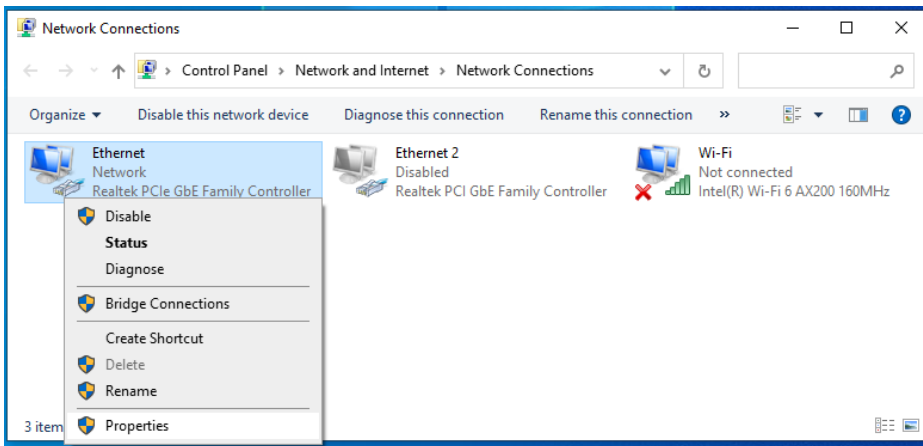 Network Connections
Control Panel > Network and Internet > Network Connections
Organize Disable this network device Diagnose this connection Rename this connection »
Ethernet
Network
Realtek PCIe GbE Family Controller
Ethernet 2
Disabled
Realtek PCI GbE Family Controller
Wi-Fi
Not connected
Intel(R) Wi-Fi 6 AX200 160MHz
Disable
Status
Diagnose
Bridge Connections
Create Shortcut
Delete
Rename
Properties
3 item